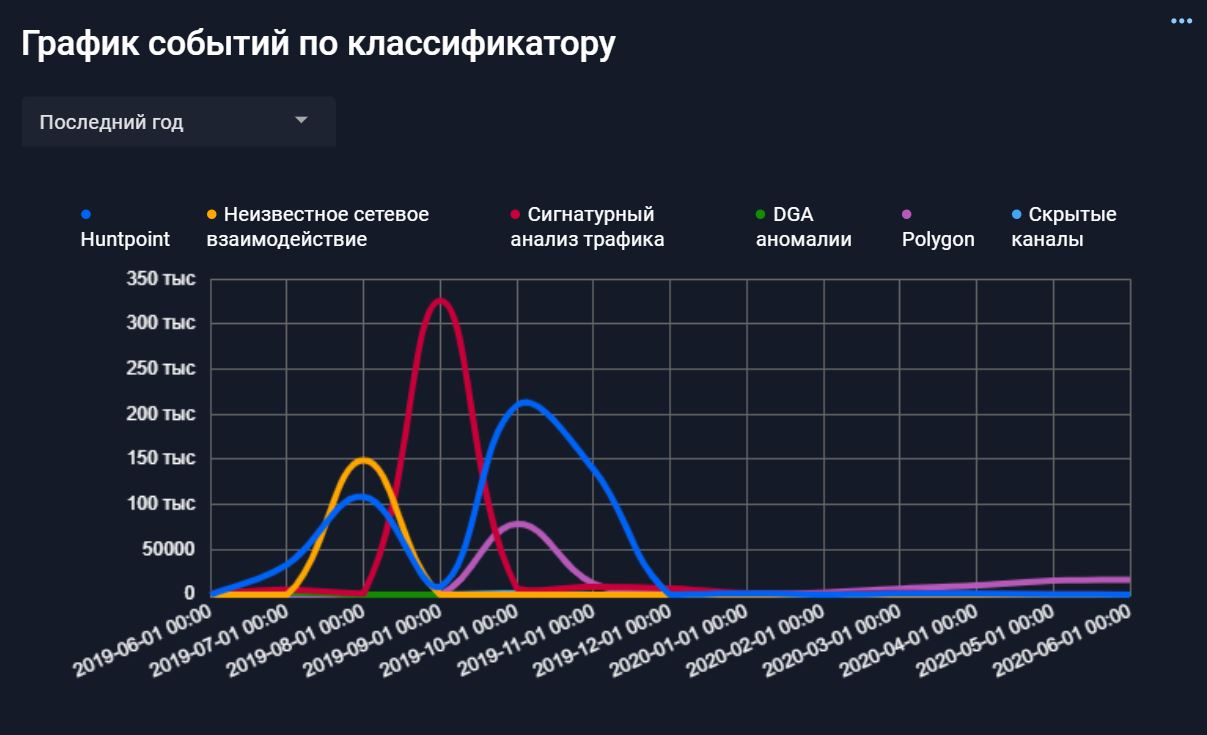 График событий по классификатору
Последний год
Huntpoint
Неизвестное сетевое
взаимодействие
Сигнатурный
анализ трафика
DGA
аномалии
Polygon
Скрытые
каналы
350 тыс
300 тыс
250 тыс
200 тыс
150 тыс
100 тыс
50000
0
2019-06-01 00:00
2019-07-01 00:00
2019-08-01 00:00
2019-09-01 00:00
2019-10-01 00:00
2019-11-01 00:00
2019-12-01 00:00
2020-01-01 00:00
2020-02-01 00:00
2020-03-01 00:00
2020-04-01 00:00
2020-05-01 00:00
2020-06-01 00:00